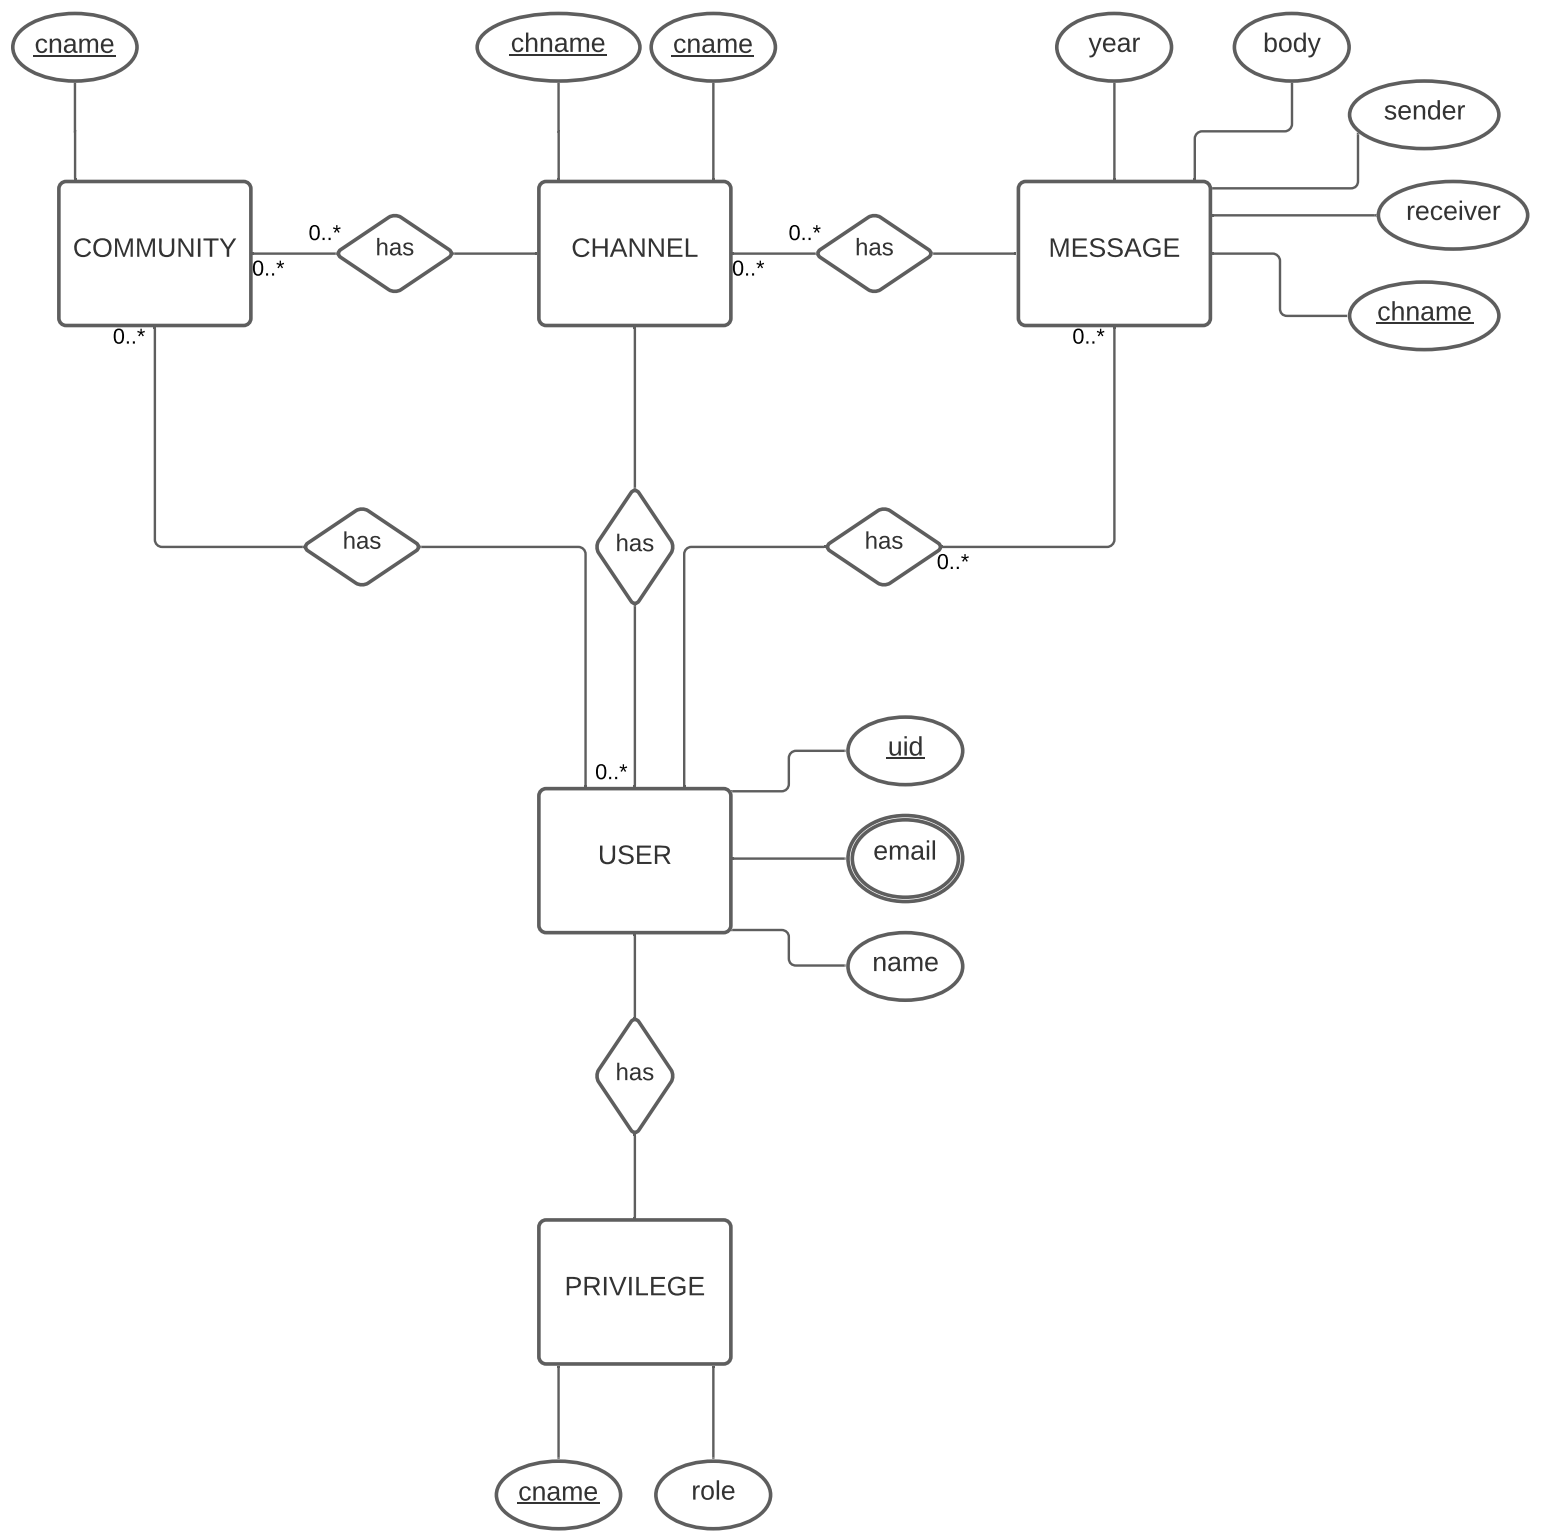 cname
chname
cname
year
body
sender
receiver
chname
COMMUNITY
0..*
0..*
has
CHANNEL
0..*
0..*
has
MESSAGE
0..*
0..*
has
has
has
0..*
0..*
uid
email
name
USER
has
PRIVILEGE
cname
role